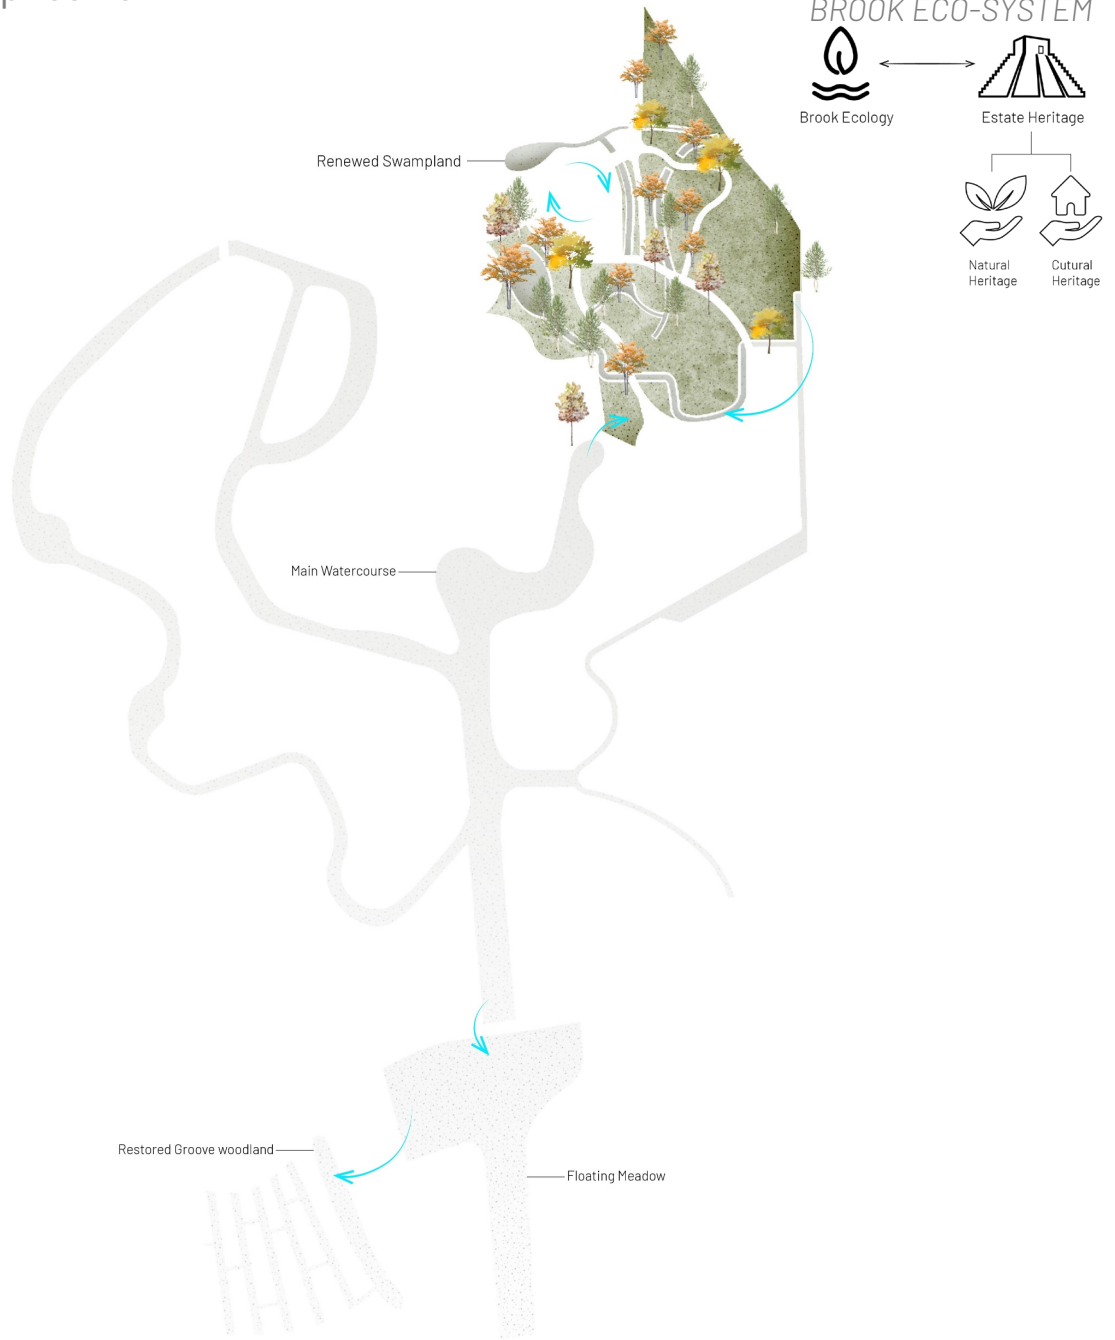 BROOK ECO-SYSTEM
Brook Ecology
Estate Heritage
Renewed Swampland
Natural
Heritage
Cutural
Heritage
Main Watercourse
Restored Groove woodland
Floating Meadow